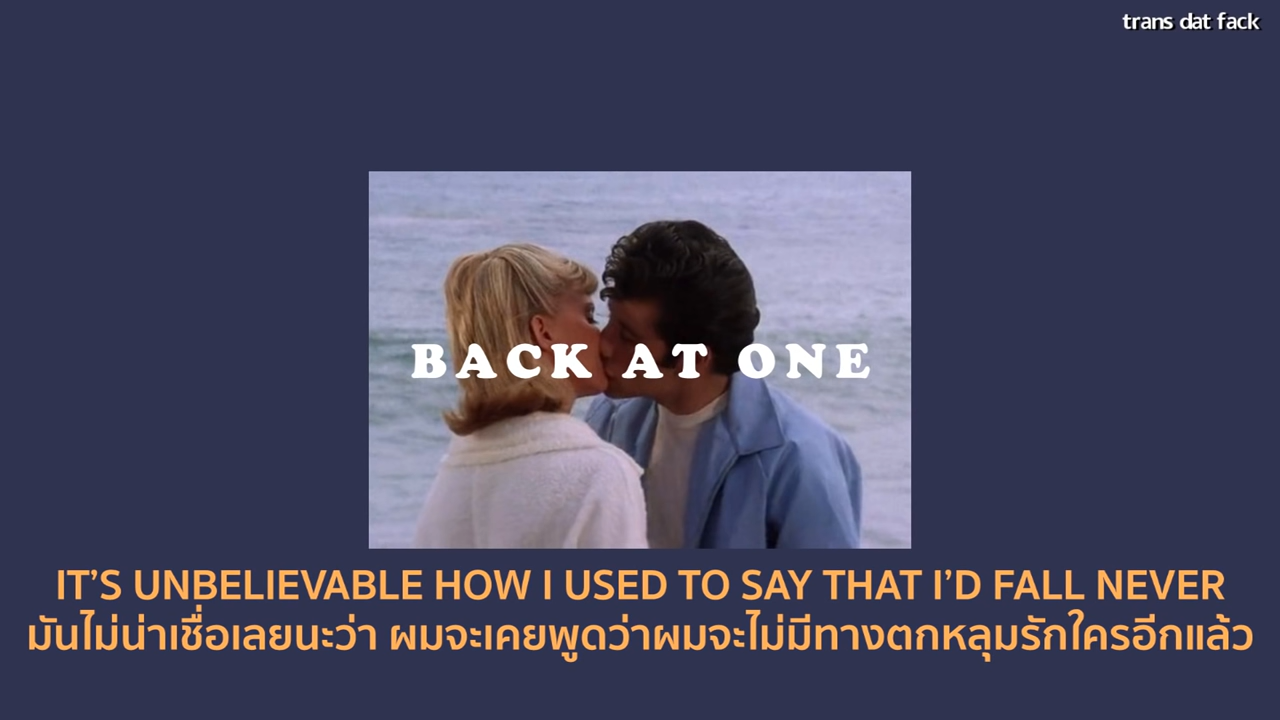 trans dat fack
BACK AT ONE
IT'S UNBELIEVABLE HOW I USED TO SAY THAT I'D FALL NEVER
มันไม่น่าเชื่อเลยนะว่า ผมจะเคยพูดว่าผมจะไม่มีทางตกหลุมรักใครอีกแล้ว